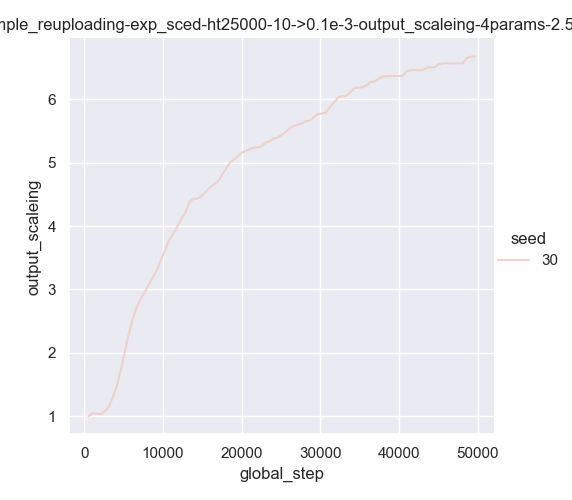 mple_reuploading-exp_sced-ht25000-10->0.1e-3-output_scaleing-4params-2.5
6
5
4
3
2
1
output_scaleing
0 10000 20000 30000 40000 50000
global_step
seed
30